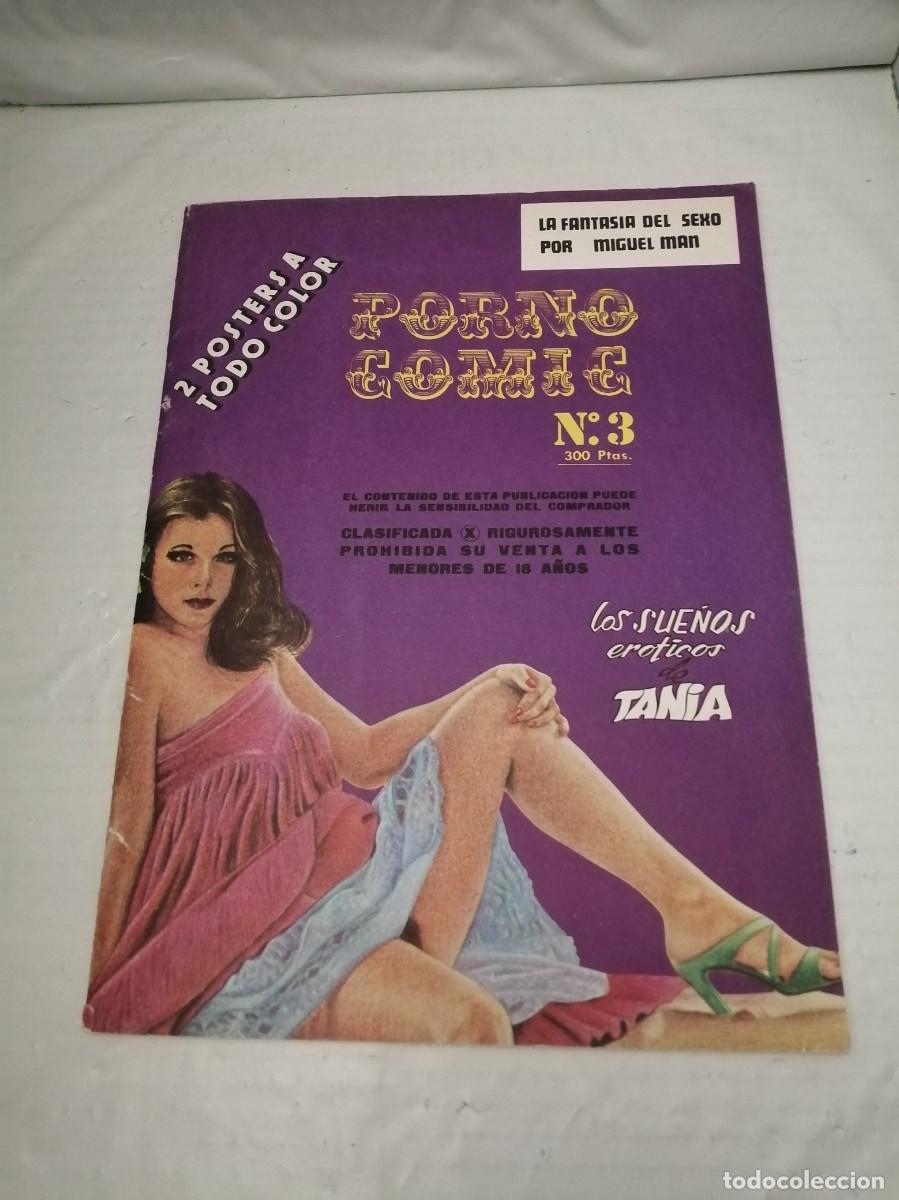 LA FANTASIA DEL SEXO
POR MIGUEL MAN
2 POSTERS A
TODO COLOR
PORNO
COMIC
Nº.3
300 Ptas.
EL CONTENIDO DE ESTA PUBLICACION PUEDE
HERIR LA SENSIBILIDAD DEL COMPRADOR
CLASIFICADA X RIGUROSAMENTE
PROHIBIDA SU VENTA A LOS
MENORES DE 18 AÑOS
los SUEÑOS
eroticos
de
TANIA
todocoleccion